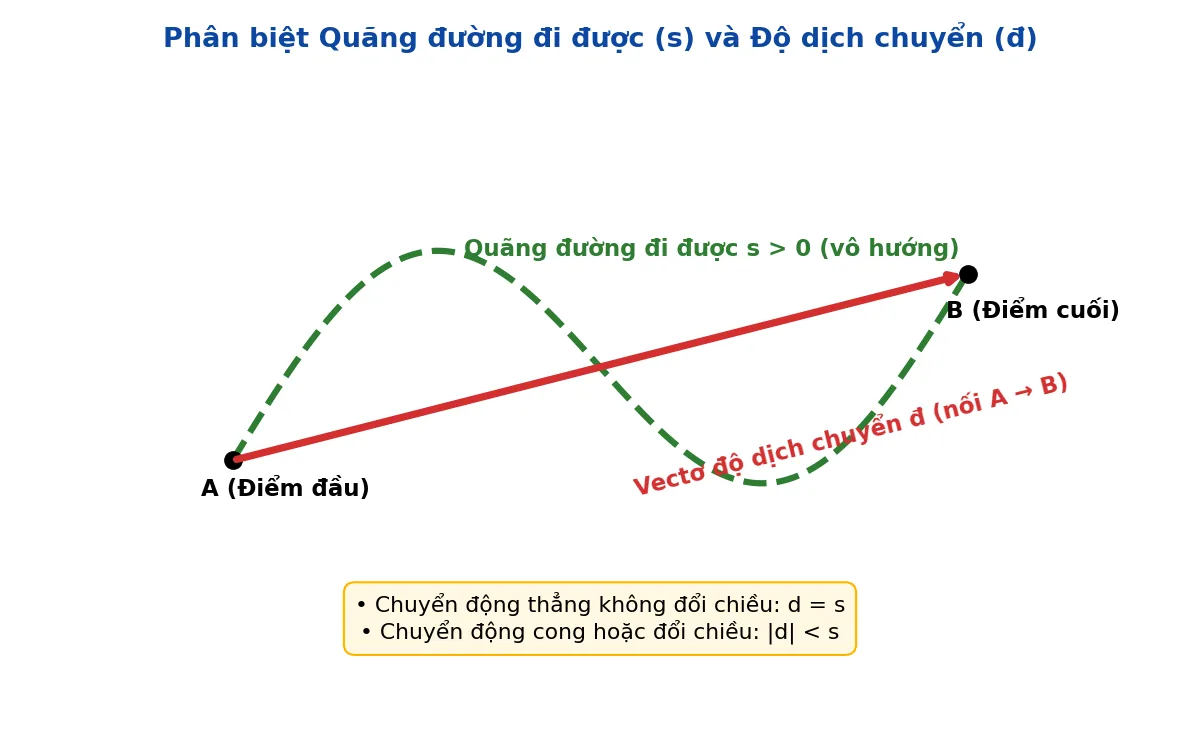 Phân biệt Quãng đường đi được (s) và Độ dịch chuyển (đ)
Quãng đường đi được s > 0 (vô hướng)
B (Điểm cuối)
Vectơ độ dịch chuyển đ (nối A → B)
A (Điểm đầu)
• Chuyển động thẳng không đổi chiều: d = s
• Chuyển động cong hoặc đổi chiều: |d| < s